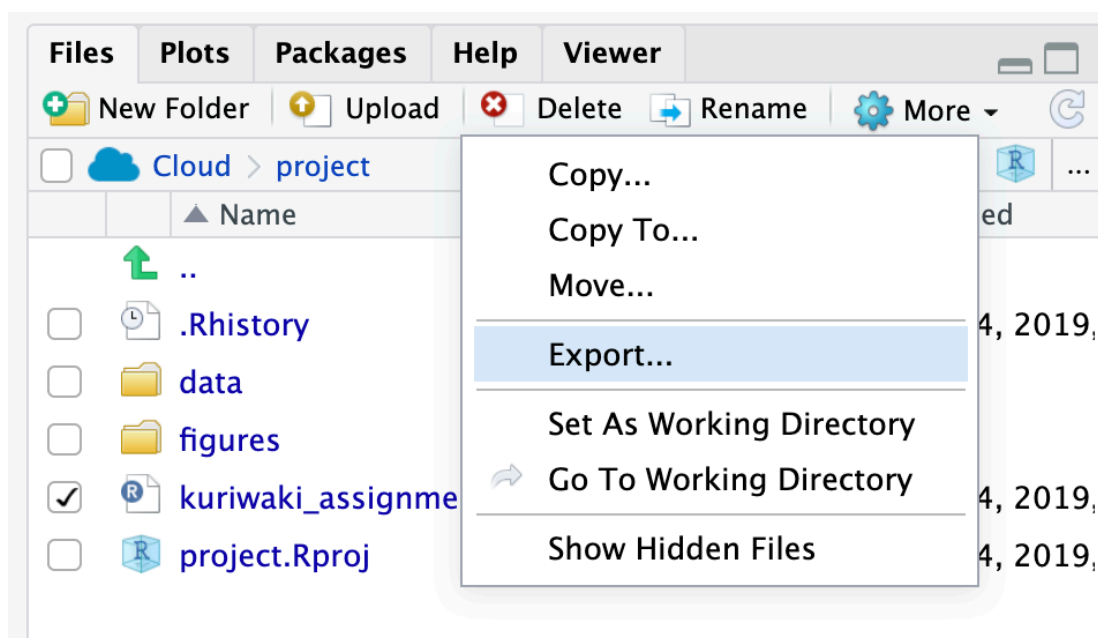 Files Plots Packages Help Viewer
New Folder Upload Delete Rename More
Cloud > project R ...
Name ed
..
.Rhistory 4, 2019,
data
figures
R kuriwaki_assignme 4, 2019,
R project.Rproj 4, 2019,
Copy...
Copy To...
Move...
Export...
Set As Working Directory
Go To Working Directory
Show Hidden Files